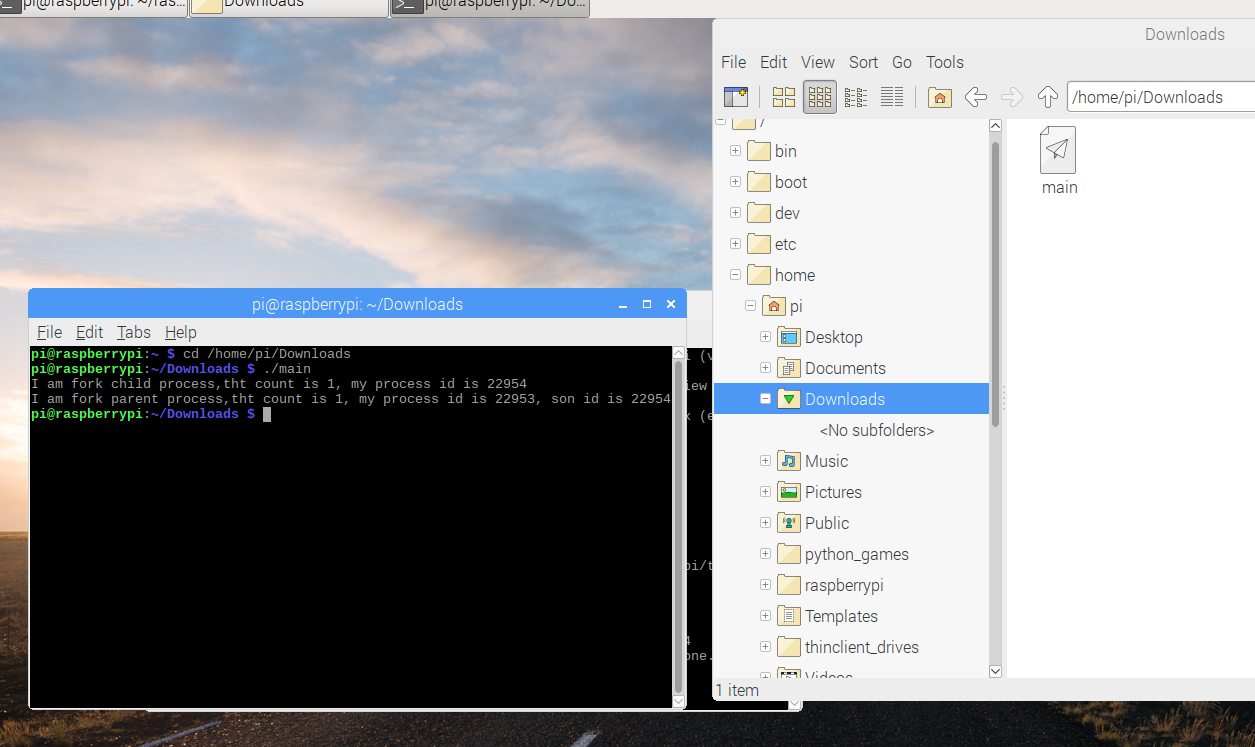 pi@raspberrypi: ~/ras...
Downloads
pi@raspberrypi: ~/Do...
Downloads
File Edit View Sort Go Tools
/home/pi/Downloads
/
bin
boot
dev
etc
home
pi
Desktop
Documents
Downloads
<No subfolders>
Music
Pictures
Public
python_games
raspberrypi
Templates
thinclient_drives
Videos
main
1 item
pi@raspberrypi: ~/Downloads
File Edit Tabs Help
pi@raspberrypi:~ $ cd /home/pi/Downloads
pi@raspberrypi:~/Downloads $ ./main
I am fork child process,tht count is 1, my process id is 22954
I am fork parent process,tht count is 1, my process id is 22953, son id is 22954
pi@raspberrypi:~/Downloads $